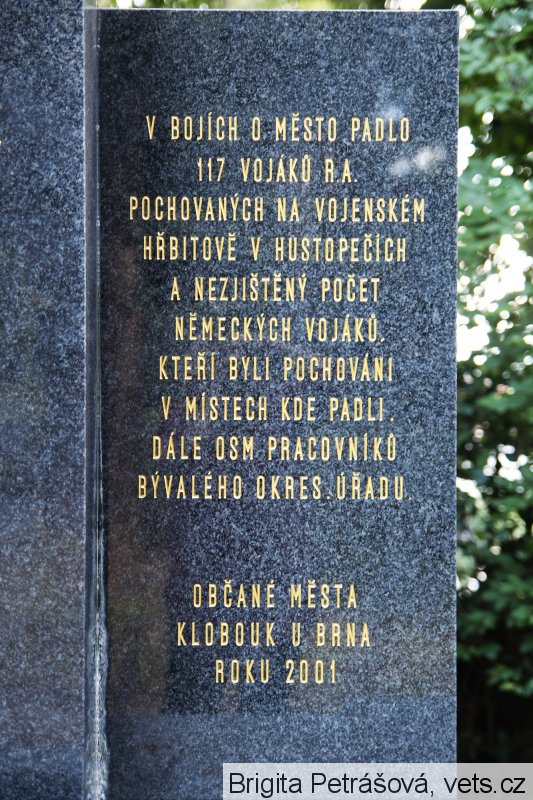 V BOJÍCH O MĚSTO PADLO
117 VOJÁKŮ R.A.
POCHOVANÝCH NA VOJENSKÉM
HŘBITOVĚ V HUSTOPEČÍCH
A NEZJIŠTĚNÝ POČET
NĚMECKÝCH VOJÁKŮ,
KTEŘÍ BYLI POCHOVÁNI
V MÍSTECH KDE PADLI.
DÁLE OSM PRACOVNÍKŮ
BÝVALÉHO OKRES. ÚŘADU.
OBČANÉ MĚSTA
KLOBOUK U BRNA
ROKU 2001
Brigita Petrášová, vets.cz